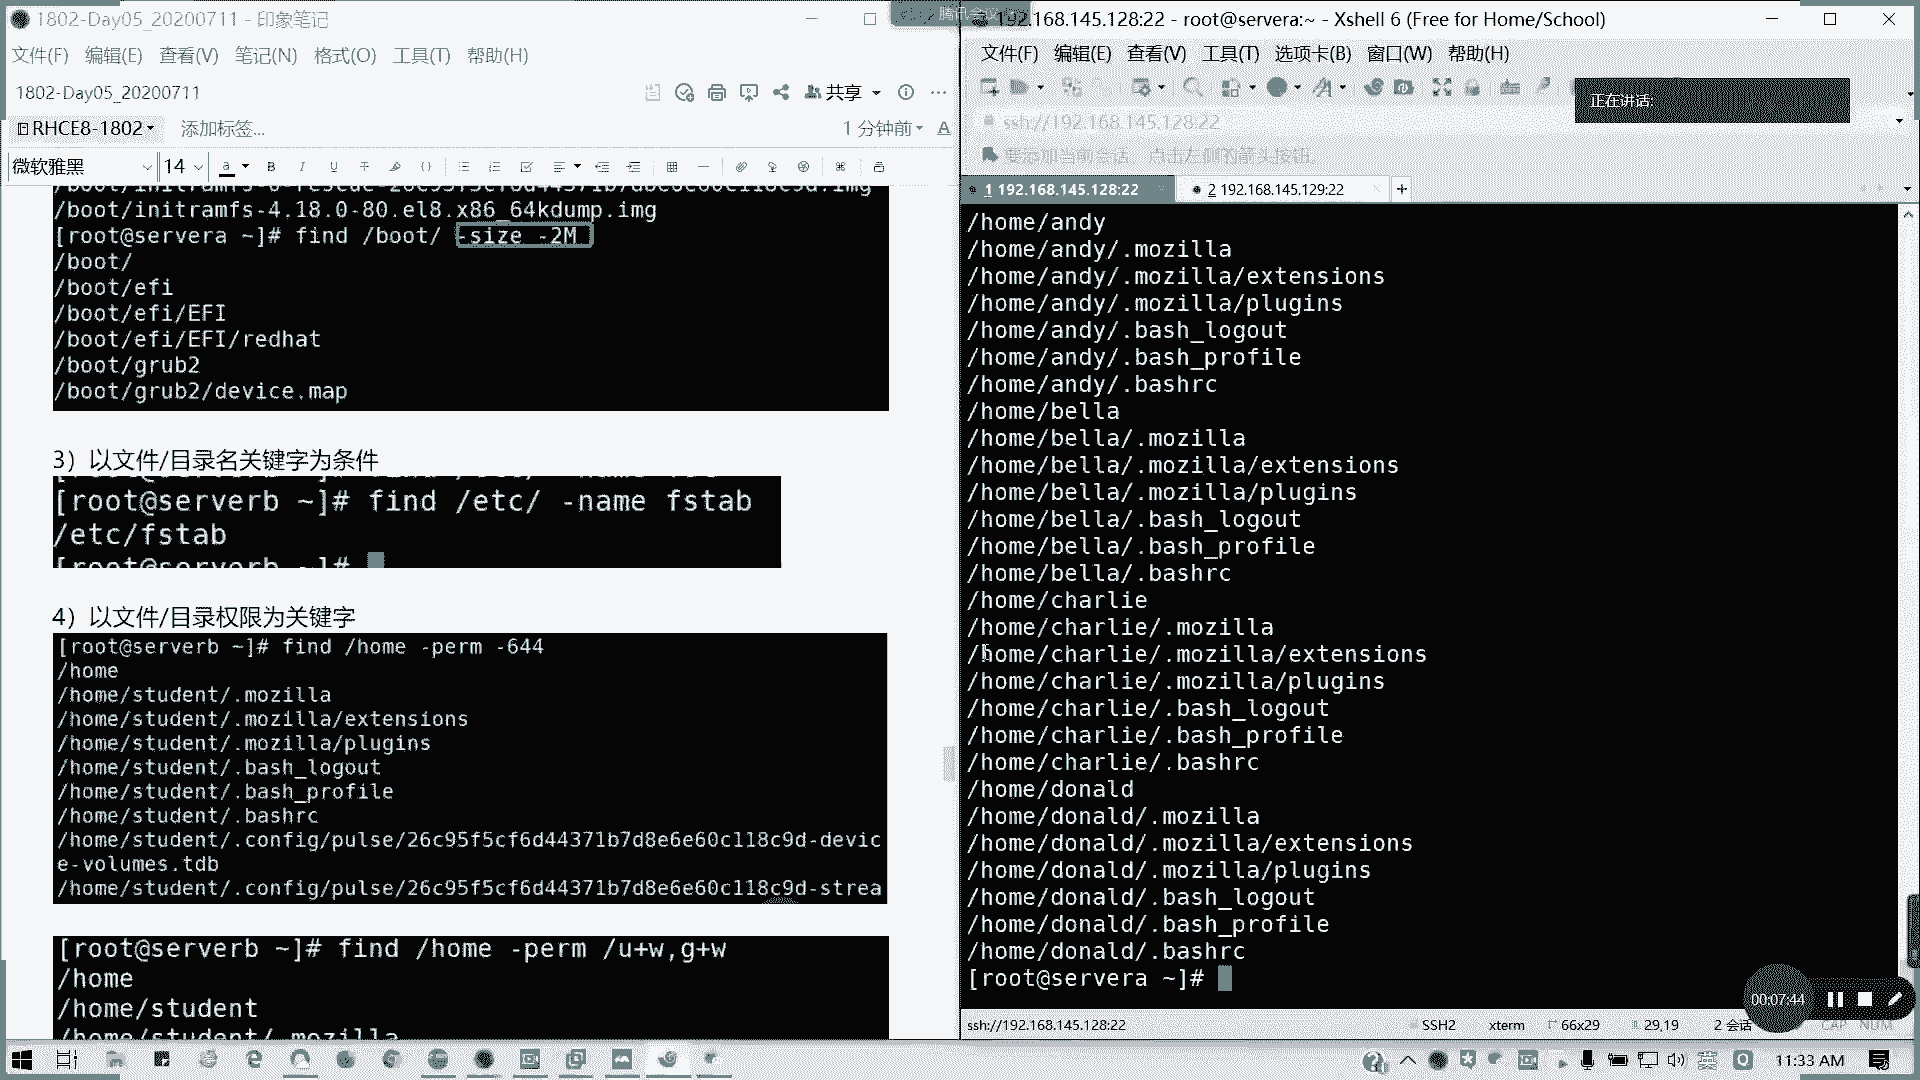 1802-Day05_20200711 - 印象笔记
文件(F) 编辑(E) 查看(V) 笔记(N) 格式(O) 工具(T) 帮助(H)
1802-Day05_20200711
共享
RHCE8-1802
添加标签...
1 分钟前
微软雅黑
14
/boot/initramfs-4.18.0-80.el8.x86_64kdump.img
[root@servera ~]# find /boot/ -size -2M
/boot/
/boot/efi
/boot/efi/EFI
/boot/efi/EFI/redhat
/boot/grub2
/boot/grub2/device.map
3）以文件/目录名关键字为条件
[root@serverb ~]# find /etc/ -name fstab
/etc/fstab
[root@serverb ~]#
4）以文件/目录权限为关键字
[root@serverb ~]# find /home -perm -644
/home
/home/student/.mozilla
/home/student/.mozilla/extensions
/home/student/.mozilla/plugins
/home/student/.bash_logout
/home/student/.bash_profile
/home/student/.bashrc
/home/student/.config/pulse/26c95f5cf6d44371b7d8e6e60c118c9d-devic
e-volumes.tdb
/home/student/.config/pulse/26c95f5cf6d44371b7d8e6e60c118c9d-strea
[root@serverb ~]# find /home -perm /u+w,g+w
/home
/home/student
/home/student/.mozilla
腾讯会议
192.168.145.128:22 - root@servera:~ - Xshell 6 (Free for Home/School)
文件(F) 编辑(E) 查看(V) 工具(T) 选项卡(B) 窗口(W) 帮助(H)
正在讲话:
ssh://192.168.145.128:22
要添加当前会话，点击左侧的箭头按钮。
1 192.168.145.128:22
2 192.168.145.129:22
/home/andy
/home/andy/.mozilla
/home/andy/.mozilla/extensions
/home/andy/.mozilla/plugins
/home/andy/.bash_logout
/home/andy/.bash_profile
/home/andy/.bashrc
/home/bella
/home/bella/.mozilla
/home/bella/.mozilla/extensions
/home/bella/.mozilla/plugins
/home/bella/.bash_logout
/home/bella/.bash_profile
/home/bella/.bashrc
/home/charlie
/home/charlie/.mozilla
/home/charlie/.mozilla/extensions
/home/charlie/.mozilla/plugins
/home/charlie/.bash_logout
/home/charlie/.bash_profile
/home/charlie/.bashrc
/home/donald
/home/donald/.mozilla
/home/donald/.mozilla/extensions
/home/donald/.mozilla/plugins
/home/donald/.bash_logout
/home/donald/.bash_profile
/home/donald/.bashrc
[root@servera ~]#
00:07:44
ssh://192.168.145.128:22
SSH2
xterm
66x29
29,19
2 会话
CAP NUM
英
11:33 AM